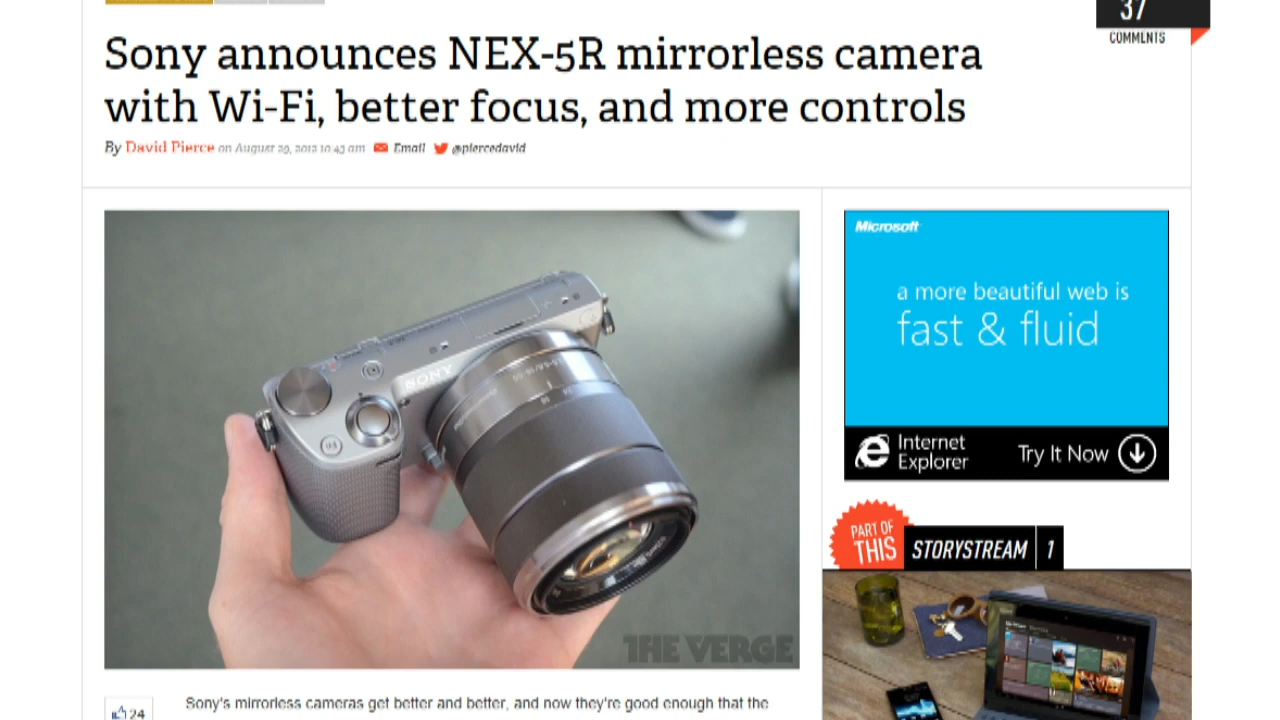 37
COMMENTS
Sony announces NEX-5R mirrorless camera
with Wi-Fi, better focus, and more controls
By David Pierce on August 29, 2012 10:43 am Email @piercedavid
Microsoft
a more beautiful web is
fast & fluid
Internet
Explorer
Try It Now
SONY
PART OF
THIS
STORYSTREAM 1
THE VERGE
24
Sony's mirrorless cameras get better and better, and now they're good enough that the